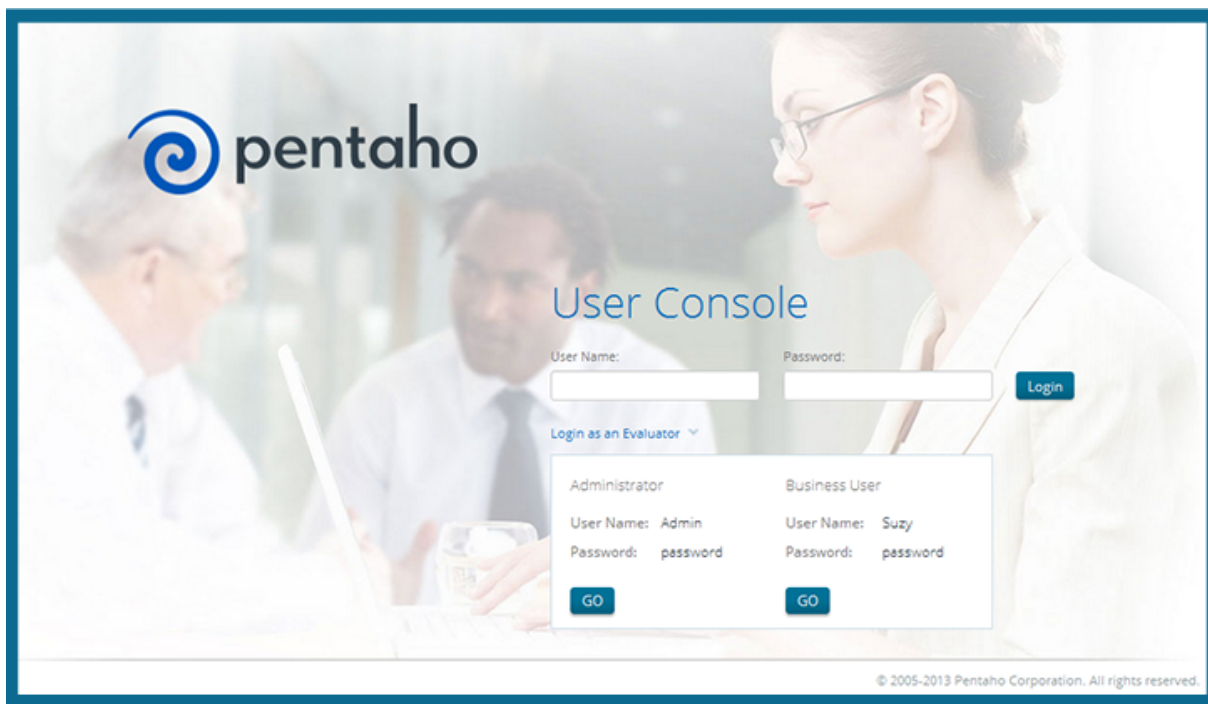 pentaho
User Console
User Name: Password:
Login
Login as an Evaluator
Administrator Business User
User Name: Admin User Name: Suzy
Password: password Password: password
GO GO
© 2005-2013 Pentaho Corporation. All rights reserved.